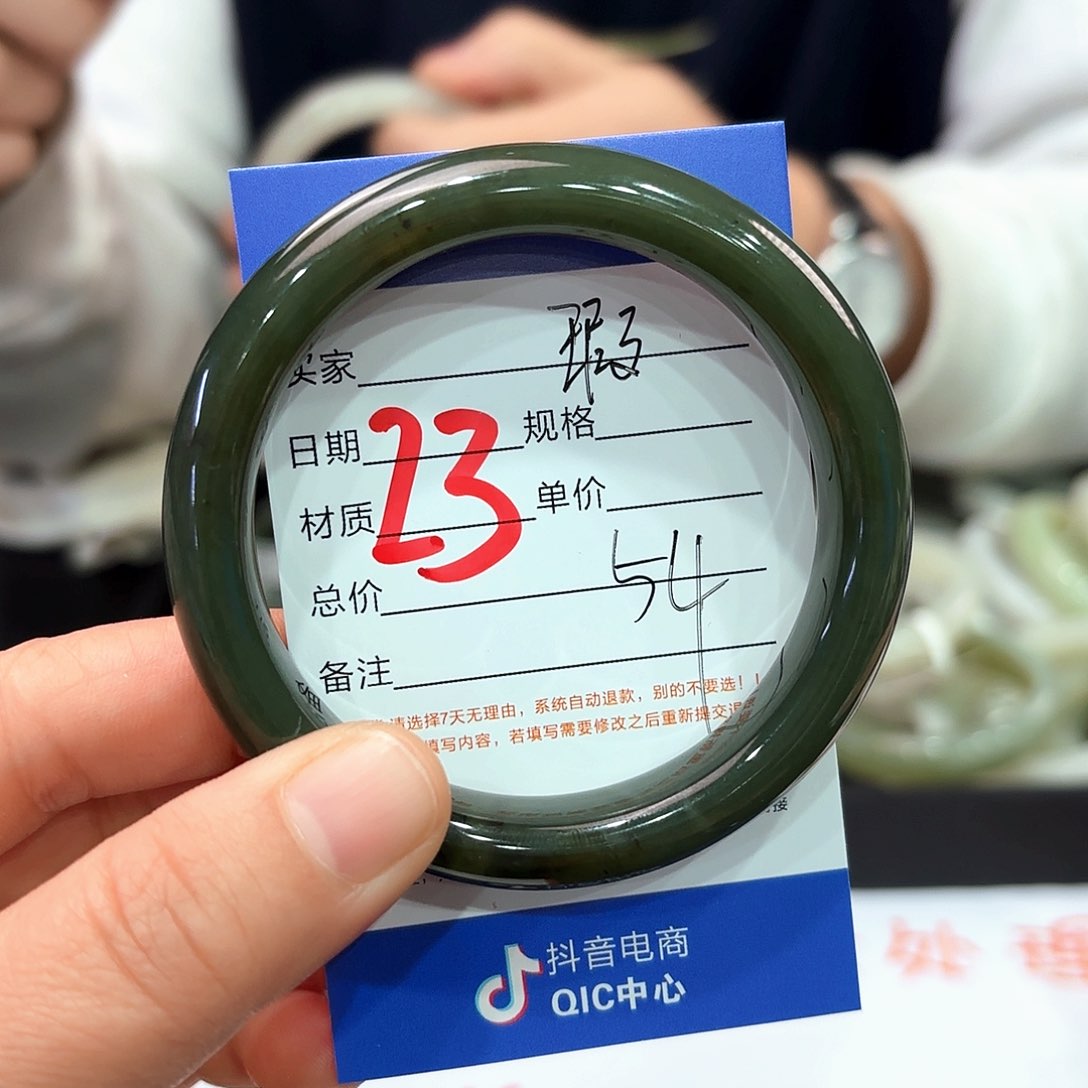 卖家 瑕
日期 23 规格
材质 单价
总价 54
备注
请选择7天无理由，系统自动退款，别的不要选！
填写内容，若填写需要修改之后重新提交
抖音电商
QIC中心